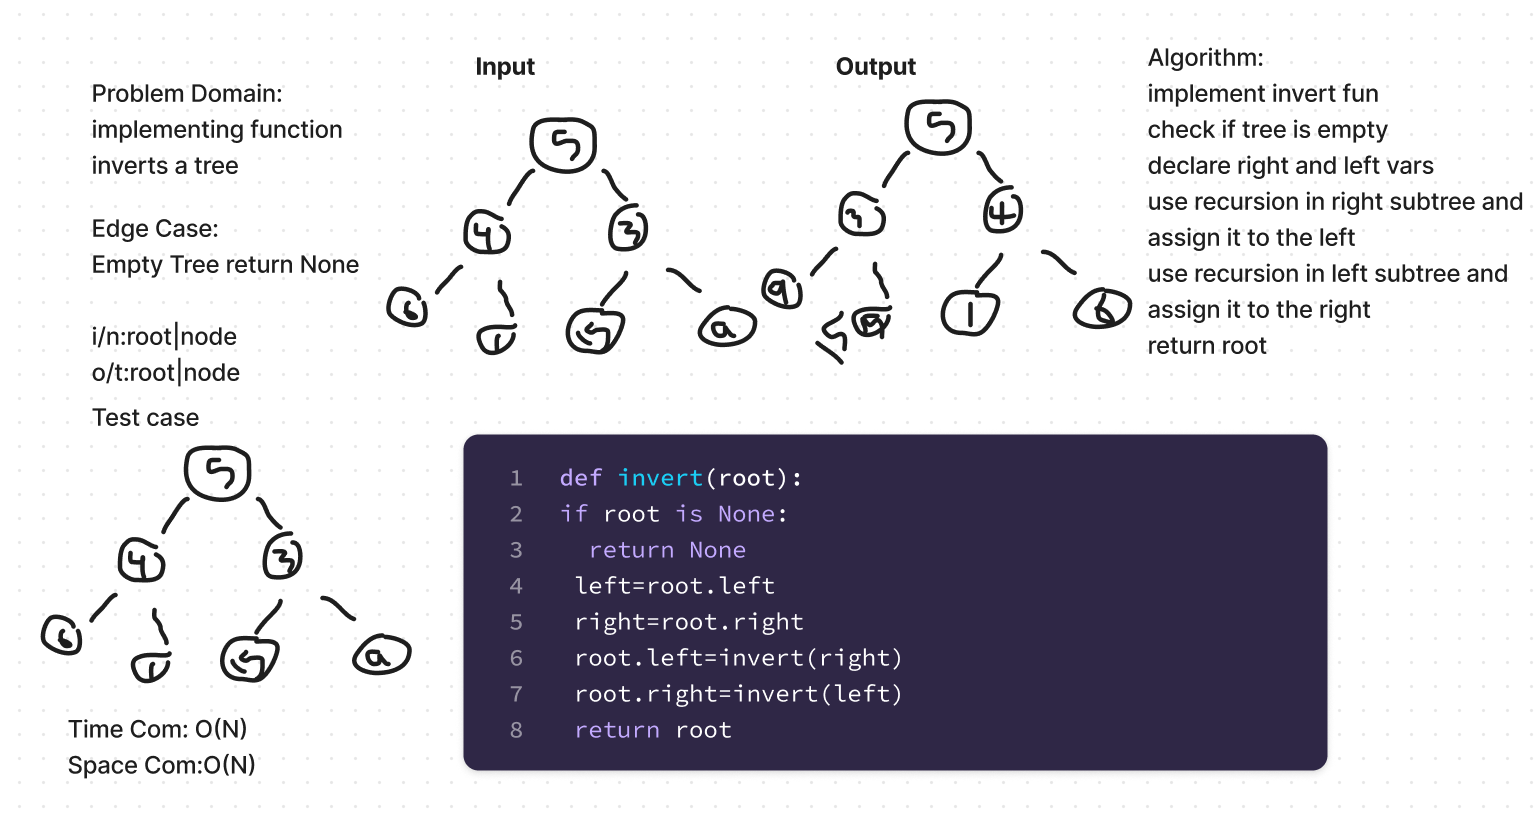 Problem Domain:
implementing function
inverts a tree
Edge Case:
Empty Tree return None
i/n:root|node
o/t:root|node
Input
5
4 3
6 1 5 9
Output
5
3 4
9 5 1 6
Algorithm:
implement invert fun
check if tree is empty
declare right and left vars
use recursion in right subtree and
assign it to the left
use recursion in left subtree and
assign it to the right
return root
Test case
5
4 3
6 1 5 9
Time Com: O(N)
Space Com:O(N)
1 def invert(root):
2 if root is None:
3 return None
4 left=root.left
5 right=root.right
6 root.left=invert(right)
7 root.right=invert(left)
8 return root